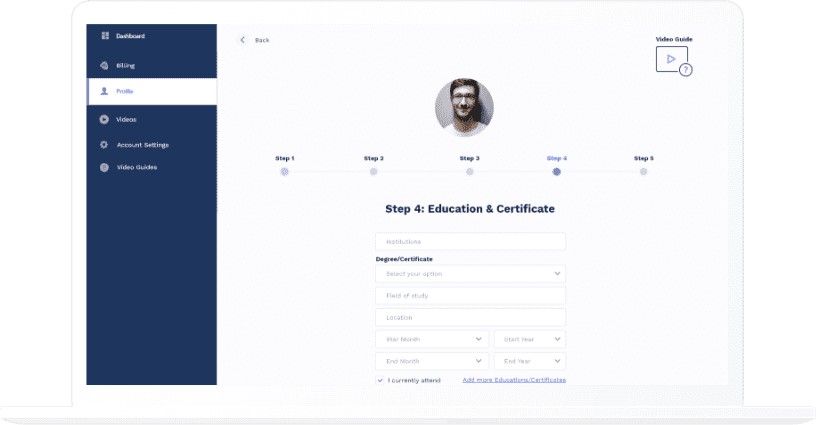 Dashboard
Billing
Profile
Videos
Account Settings
Video Guides
Back
Video Guide
?
Step 1
Step 2
Step 3
Step 4
Step 5
Step 4: Education & Certificate
Institutions
Degree/Certificate
Select your option
Field of study
Location
Star Month
Start Year
End Month
End Year
I currently attend
Add more Educations/Certificates